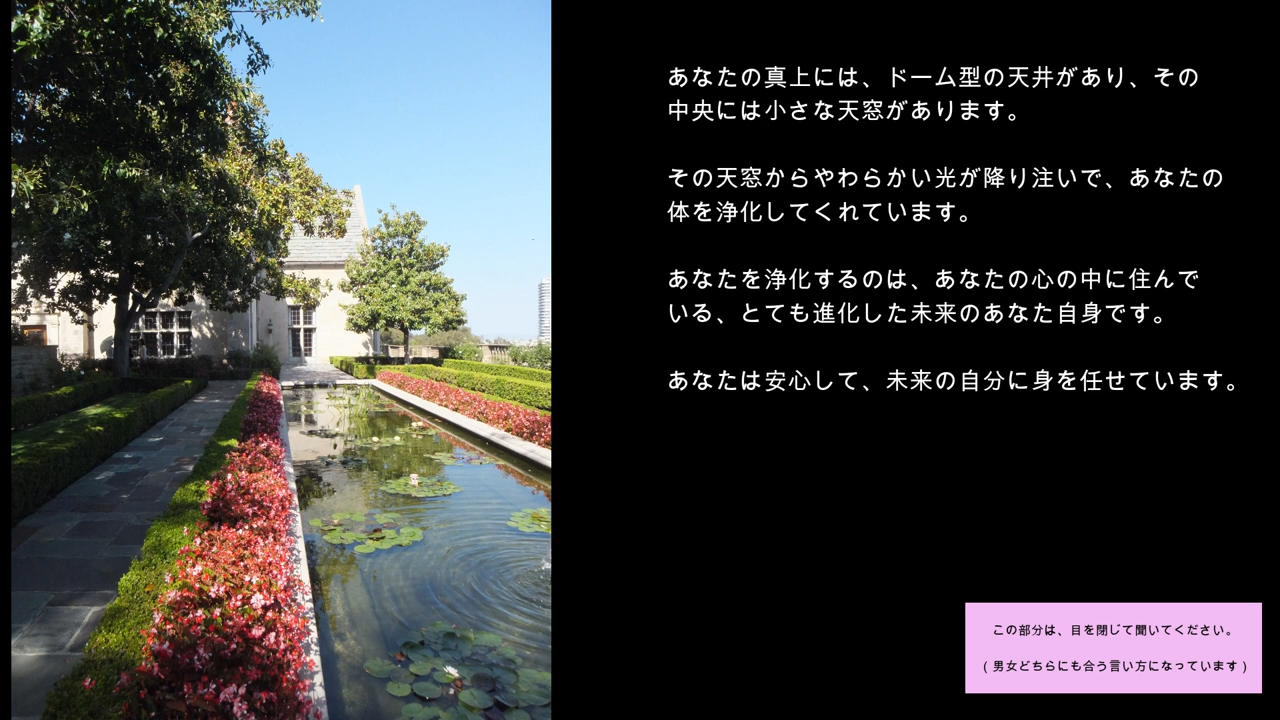 あなたの真上には、ドーム型の天井があり、その
中央には小さな天窓があります。
その天窓からやわらかい光が降り注いで、あなたの
体を浄化してくれています。
あなたを浄化するのは、あなたの心の中に住んで
いる、とても進化した未来のあなた自身です。
あなたは安心して、未来の自分に身を任せています。
この部分は、目を閉じて聞いてください。
(男女どちらにも合う言い方になっています)